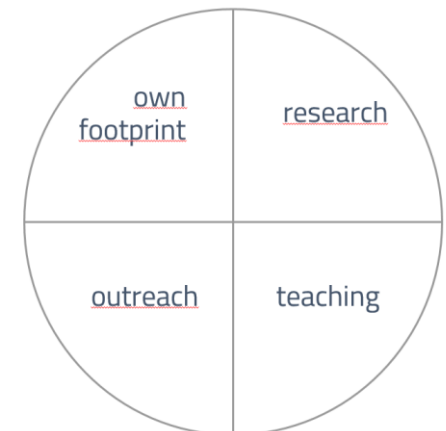 own
footprint
research
outreach
teaching